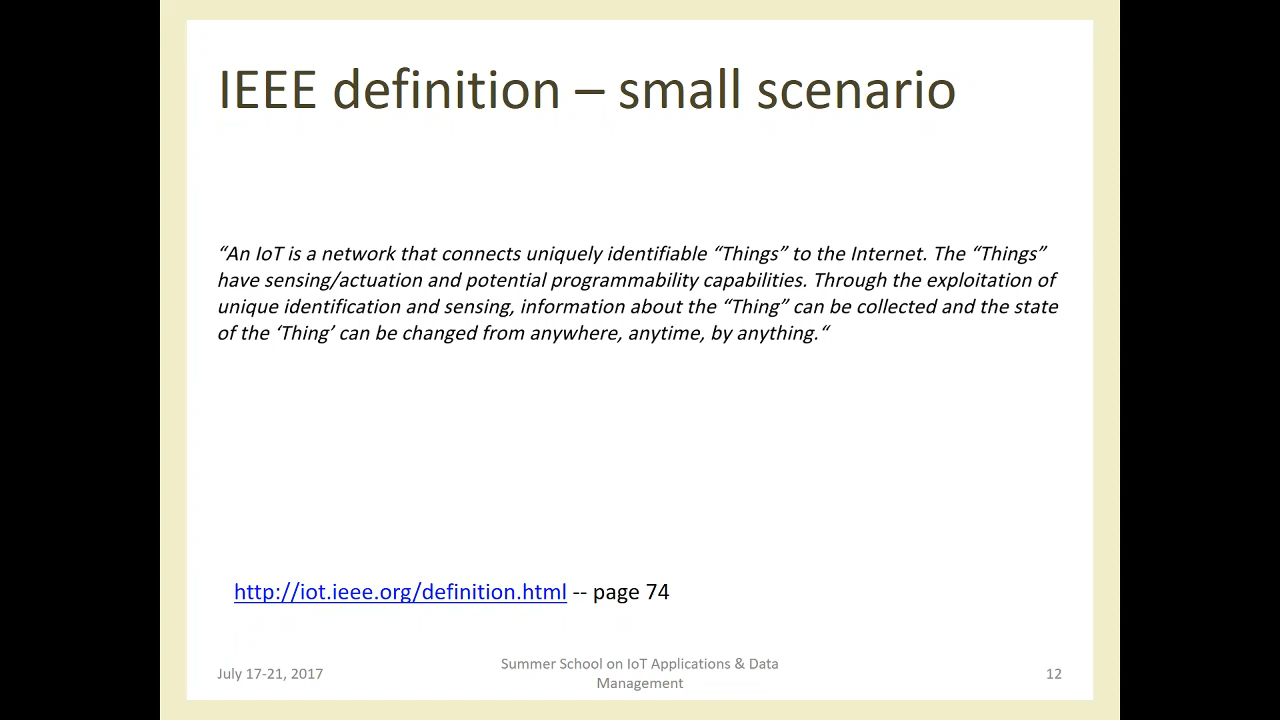 IEEE definition – small scenario
“An IoT is a network that connects uniquely identifiable “Things” to the Internet. The “Things”
have sensing/actuation and potential programmability capabilities. Through the exploitation of
unique identification and sensing, information about the “Thing” can be collected and the state
of the ‘Thing’ can be changed from anywhere, anytime, by anything.“
http://iot.ieee.org/definition.html -- page 74
July 17-21, 2017
Summer School on IoT Applications & Data
Management
12